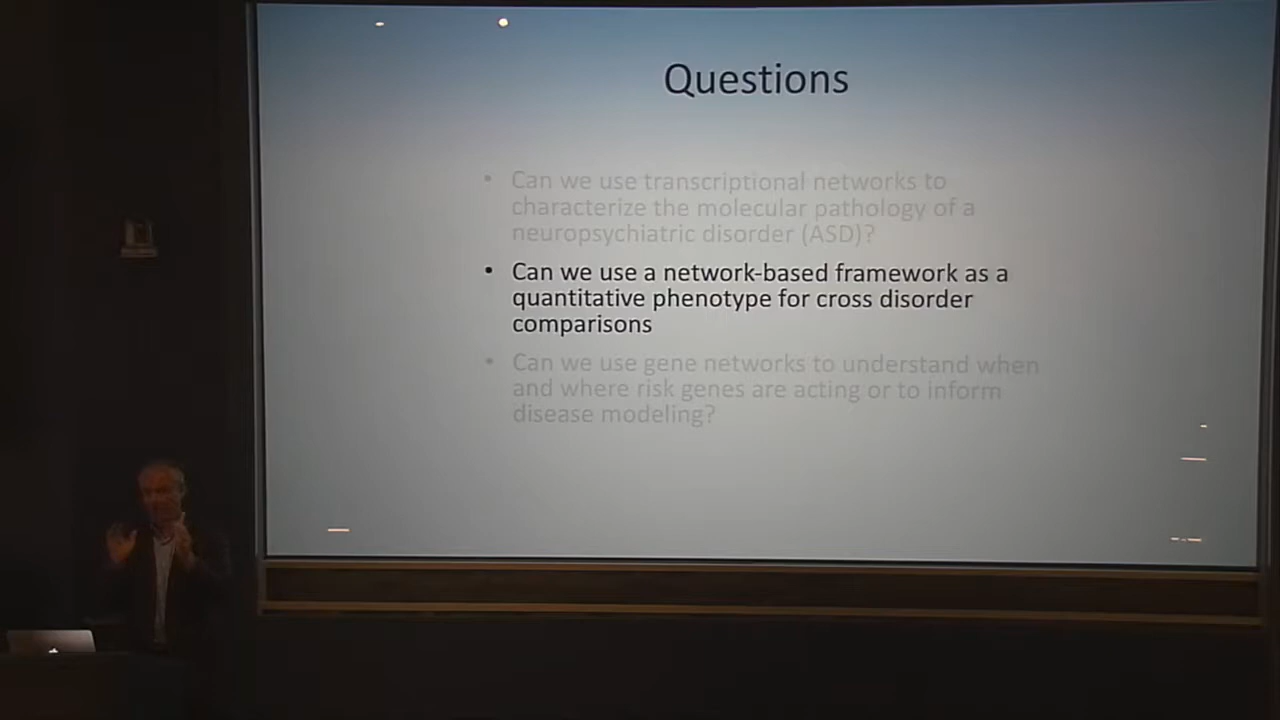 Questions
• Can we use transcriptional networks to
characterize the molecular pathology of a
neuropsychiatric disorder (ASD)?
• Can we use a network-based framework as a
quantitative phenotype for cross disorder
comparisons
• Can we use gene networks to understand when
and where risk genes are acting or to inform
disease modeling?